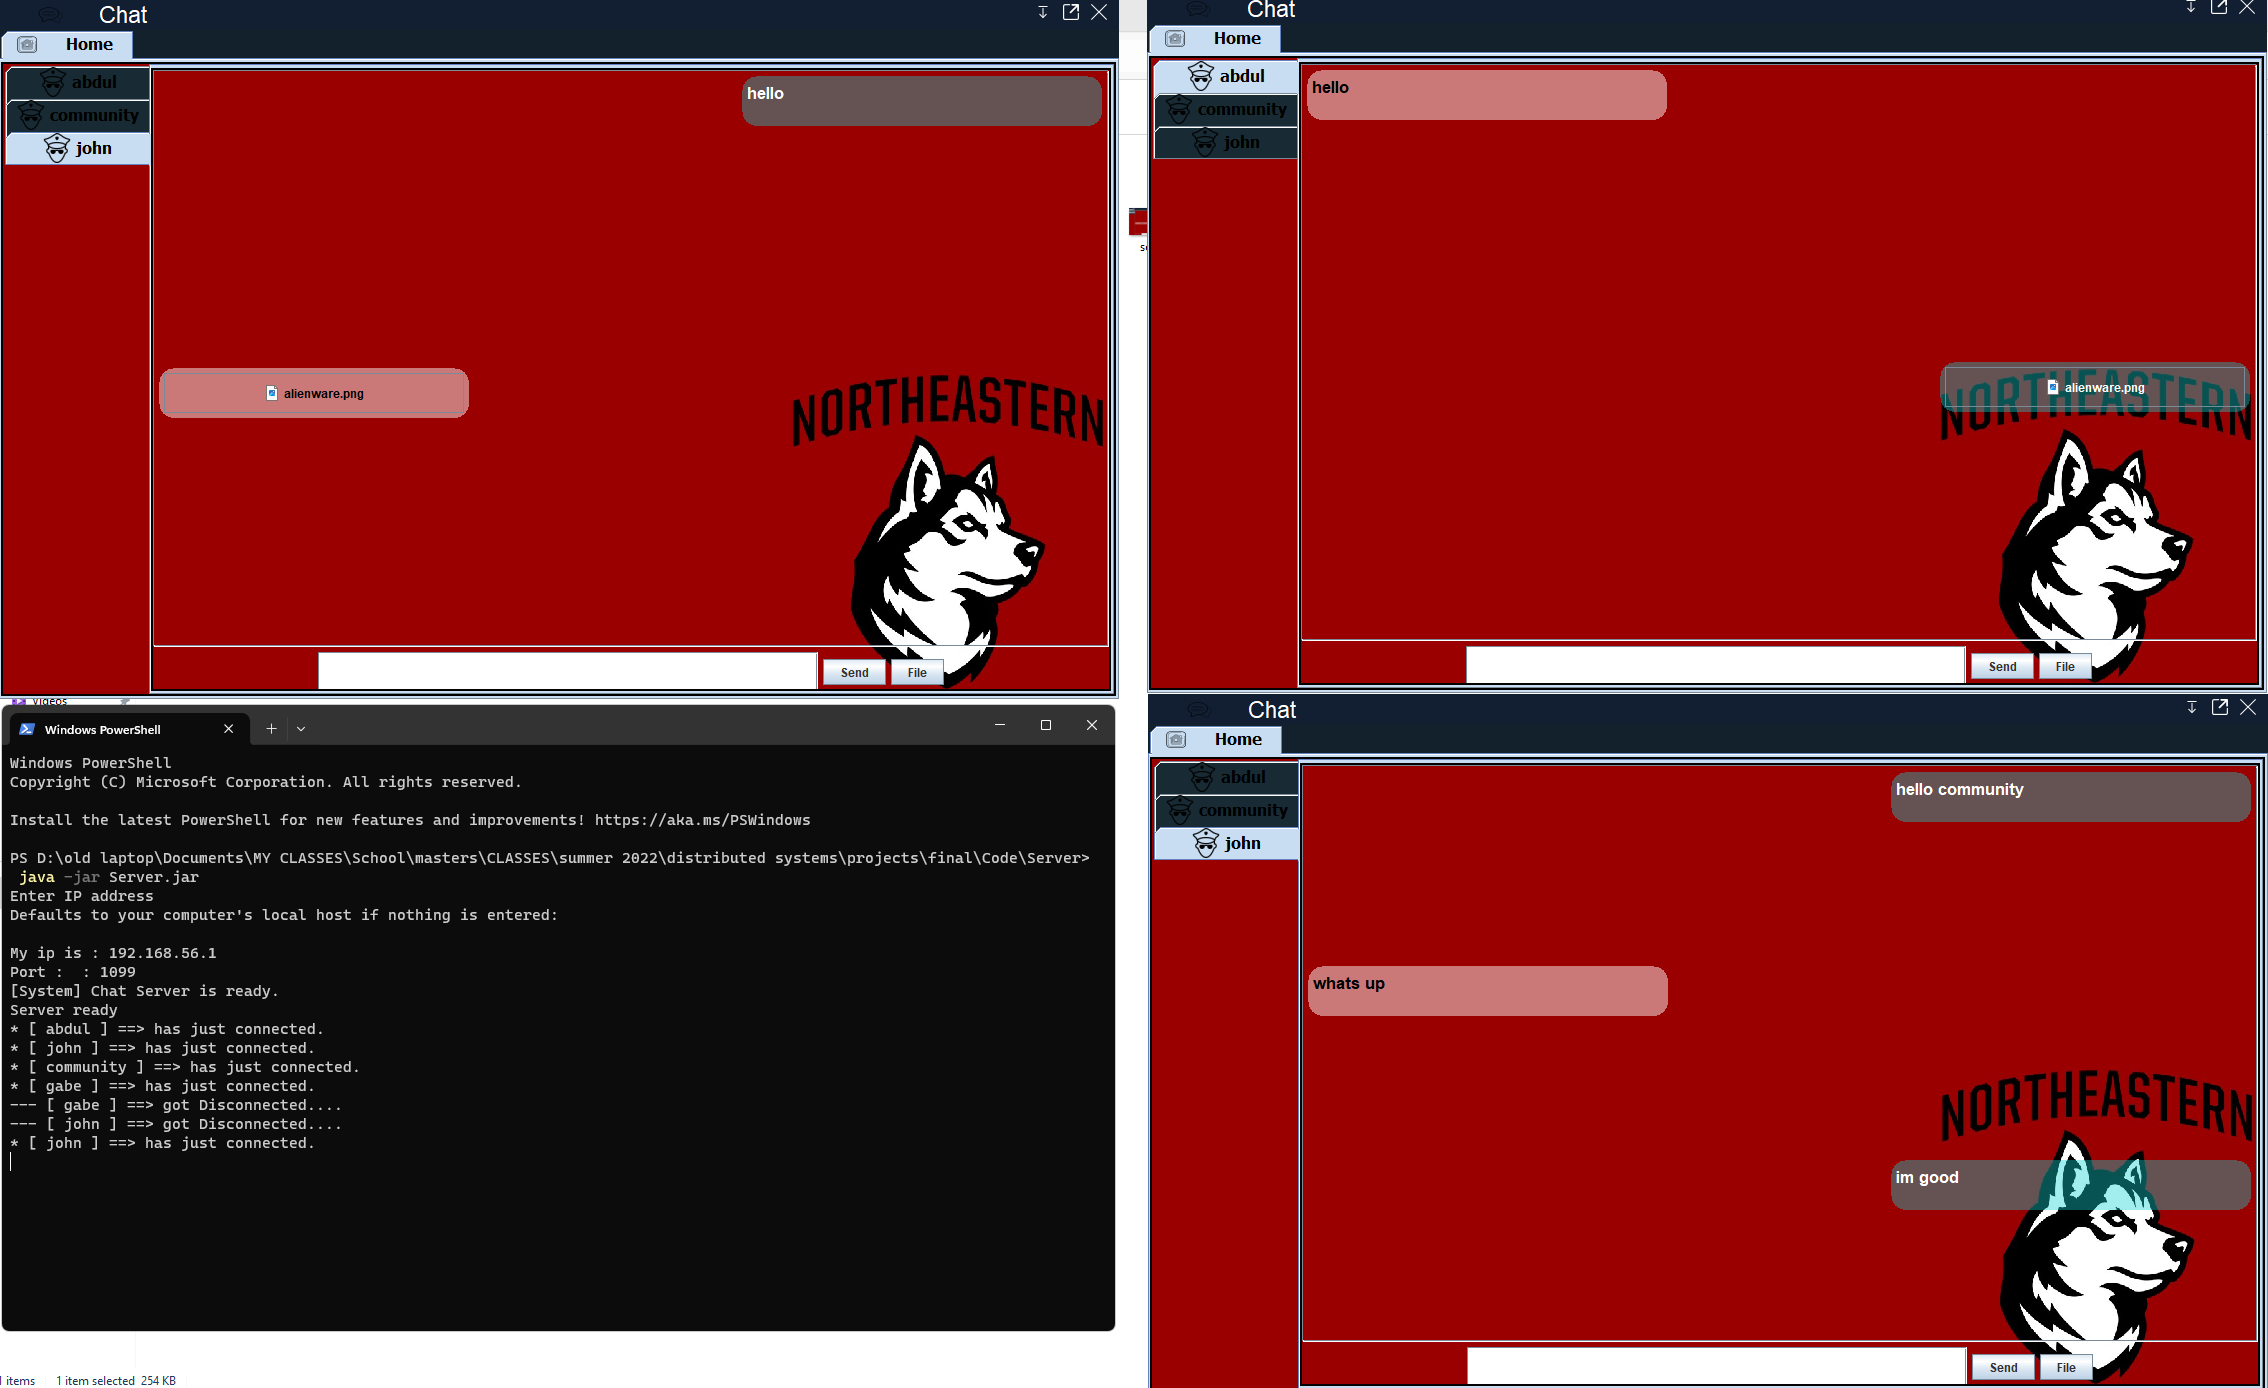 Chat
Home
abdul
community
john
hello
alienware.png
NORTHEASTERN
Send
File
Chat
Home
abdul
community
john
hello
alienware.png
NORTHEASTERN
Send
File
Videos
Windows PowerShell
Windows PowerShell
Copyright (C) Microsoft Corporation. All rights reserved.
Install the latest PowerShell for new features and improvements! https://aka.ms/PSWindows
PS D:\old laptop\Documents\MY CLASSES\School\masters\CLASSES\summer 2022\distributed systems\projects\final\Code\Server>
java -jar Server.jar
Enter IP address
Defaults to your computer's local host if nothing is entered:
My ip is : 192.168.56.1
Port :  : 1099
[System] Chat Server is ready.
Server ready
* [ abdul ] ==> has just connected.
* [ john ] ==> has just connected.
* [ community ] ==> has just connected.
* [ gabe ] ==> has just connected.
--- [ gabe ] ==> got Disconnected....
--- [ john ] ==> got Disconnected....
* [ john ] ==> has just connected.
Chat
Home
abdul
community
john
hello community
whats up
NORTHEASTERN
im good
Send
File
items 1 item selected 254 KB